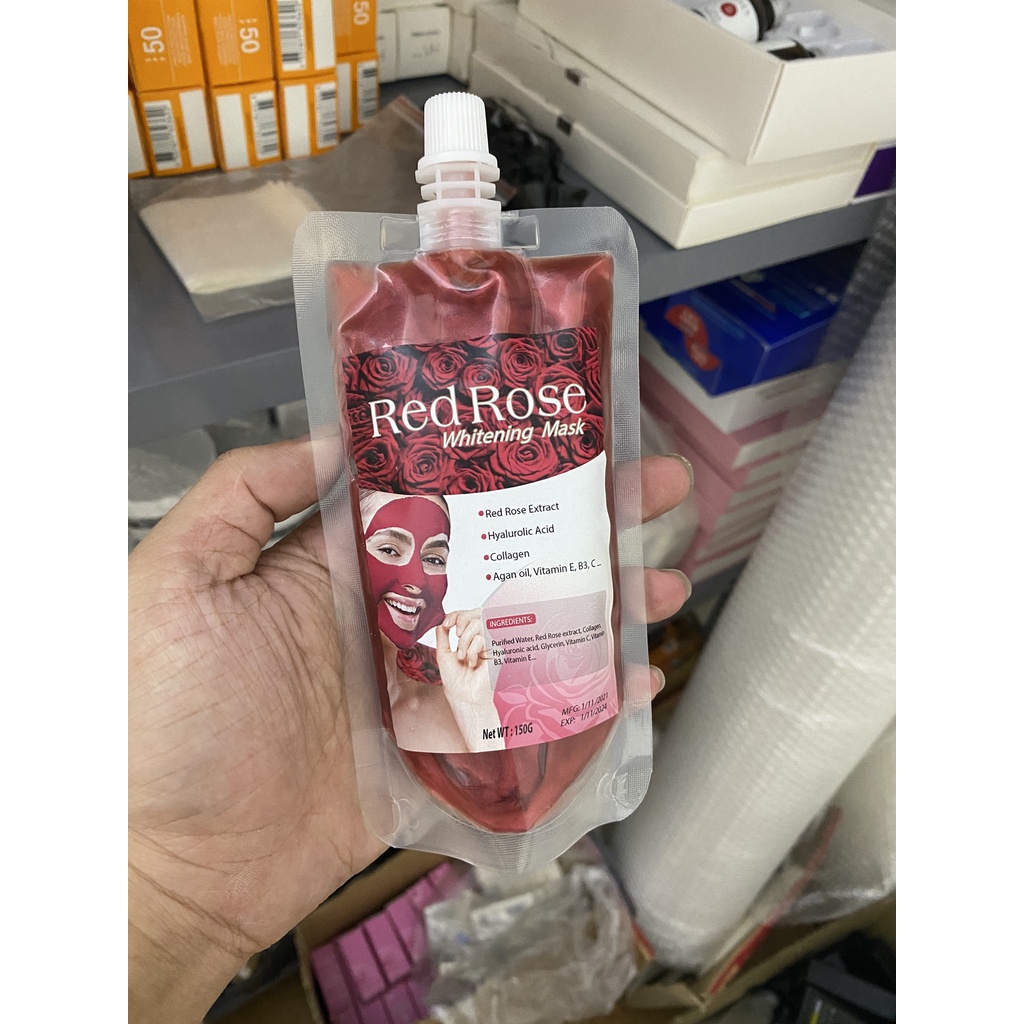 50
50
50
Red Rose
Whitening Mask
Red Rose Extract
Hyalurolic Acid
Collagen
Agan oil, Vitamin E, B3, C ...
INGREDIENTS:
Purified Water, Red Rose extract, Collagen
Hyaluronic acid, Glycerin, Vitamin C, Vitamin
B3, Vitamin E...
MFG: 1/11/2021
EXP: 1/11/2024
Net WT : 150G